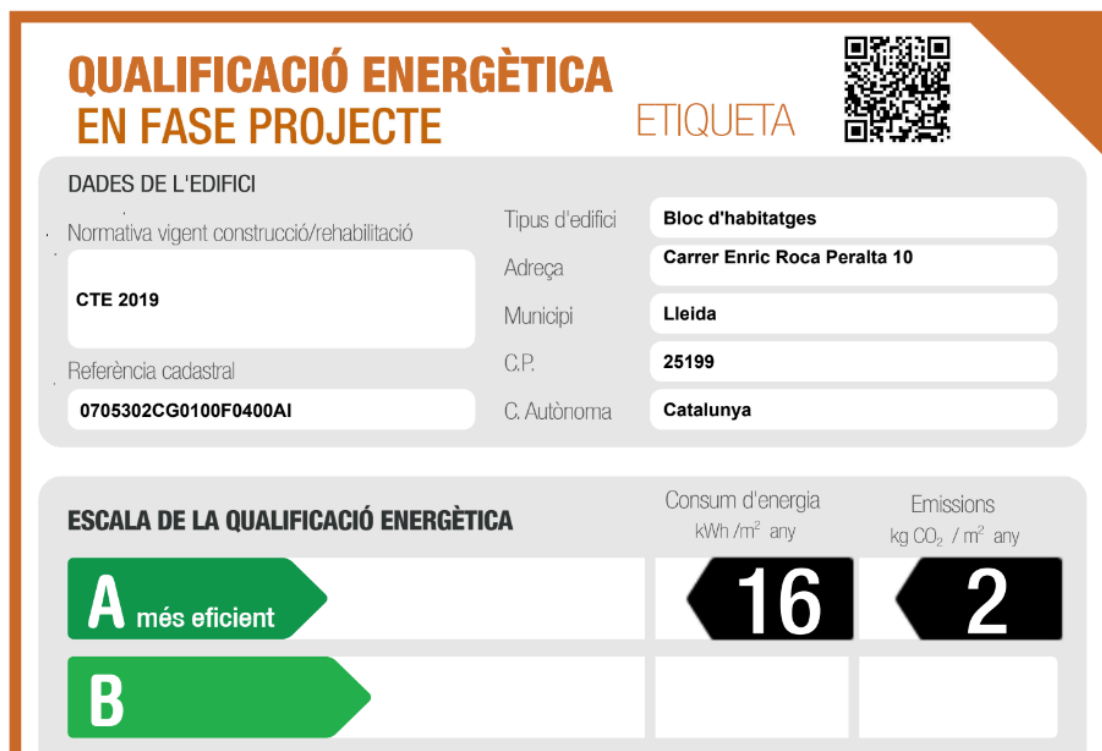 QUALIFICACIÓ ENERGÈTICA
EN FASE PROJECTE
ETIQUETA
DADES DE L'EDIFICI
Normativa vigent construcció/rehabilitació
CTE 2019
Referència cadastral
0705302CG0100F0400AI
Tipus d'edifici
Bloc d'habitatges
Adreça
Carrer Enric Roca Peralta 10
Municipi
Lleida
C.P.
25199
C. Autònoma
Catalunya
ESCALA DE LA QUALIFICACIÓ ENERGÈTICA
Consum d'energia
kWh /m² any
Emissions
kg CO₂ / m² any
A més eficient
16
2
B